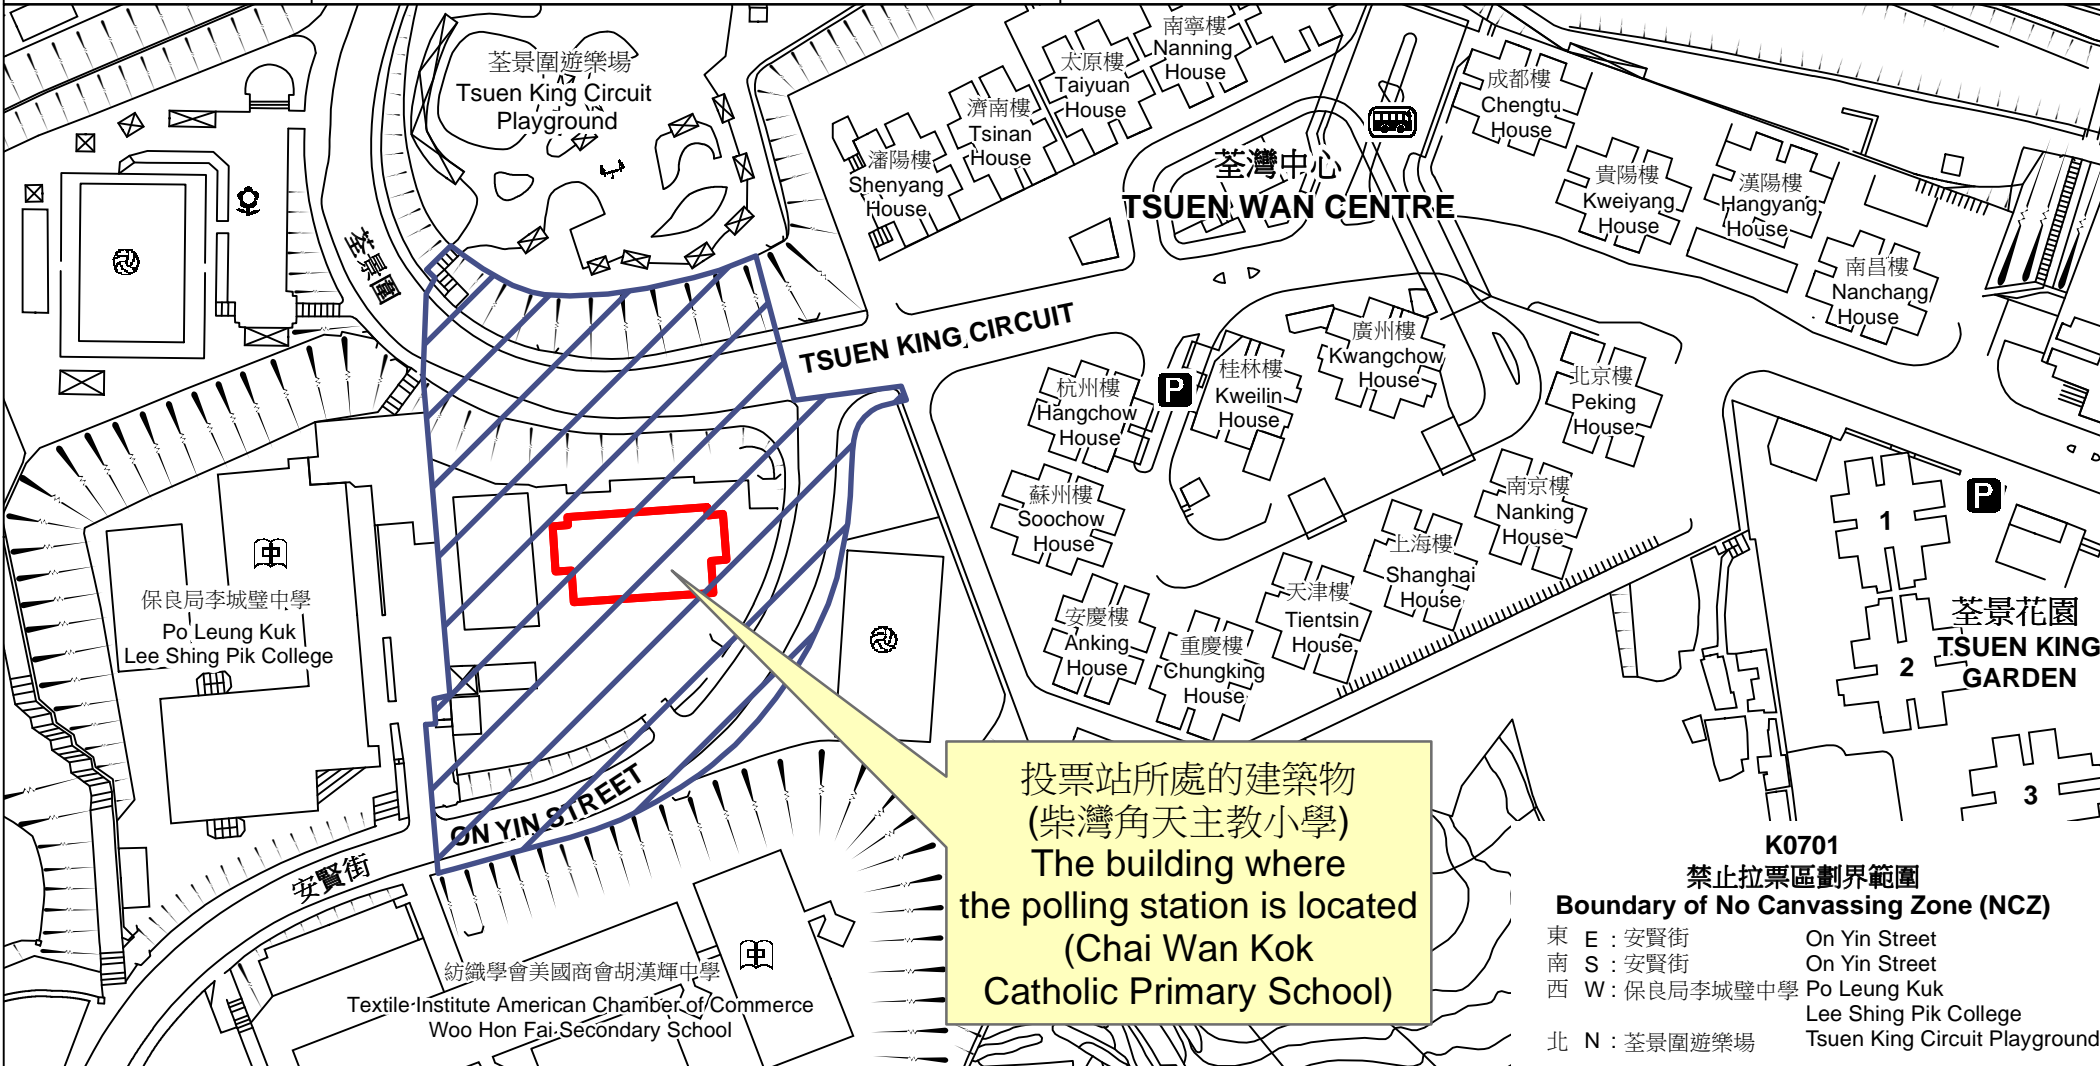 荃景圍遊樂場
Tsuen King Circuit
Playground
南寧樓
Nanning
House
太原樓
Taiyuan
House
濟南樓
Tsinan
House
瀋陽樓
Shenyang
House
成都樓
Chengtu
House
荃灣中心
TSUEN WAN CENTRE
貴陽樓
Kweiyang
House
漢陽樓
Hangyang
House
南昌樓
Nanchang
House
荃景圍
TSUEN KING CIRCUIT
廣州樓
Kwangchow
House
桂林樓
Kweilin
House
杭州樓
Hangchow
House
P
北京樓
Peking
House
蘇州樓
Soochow
House
南京樓
Nanking
House
上海樓
Shanghai
House
天津樓
Tientsin
House
安慶樓
Anking
House
重慶樓
Chungking
House
P
1
2
3
荃景花園
TSUEN KING
GARDEN
中
保良局李城璧中學
Po Leung Kuk
Lee Shing Pik College
ON YIN STREET
安賢街
中
紡織學會美國商會胡漢輝中學
Textile Institute American Chamber of Commerce
Woo Hon Fai Secondary School
投票站所處的建築物
(柴灣角天主教小學)
The building where
the polling station is located
(Chai Wan Kok
Catholic Primary School)
K0701
禁止拉票區劃界範圍
Boundary of No Canvassing Zone (NCZ)
東 E : 安賢街 On Yin Street
南 S : 安賢街 On Yin Street
西 W : 保良局李城璧中學 Po Leung Kuk
Lee Shing Pik College
北 N : 荃景圍遊樂場 Tsuen King Circuit Playground